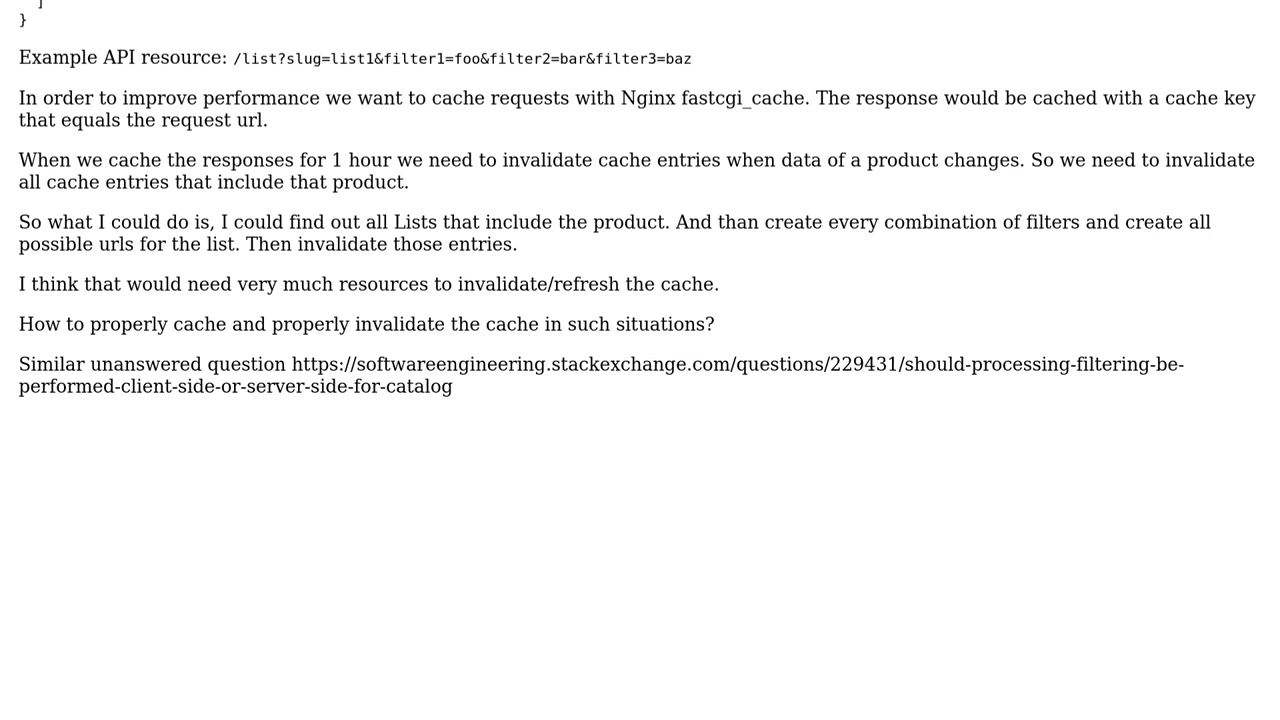 ]
}
Example API resource: /list?slug=list1&filter1=foo&filter2=bar&filter3=baz
In order to improve performance we want to cache requests with Nginx fastcgi_cache. The response would be cached with a cache key
that equals the request url.
When we cache the responses for 1 hour we need to invalidate cache entries when data of a product changes. So we need to invalidate
all cache entries that include that product.
So what I could do is, I could find out all Lists that include the product. And than create every combination of filters and create all
possible urls for the list. Then invalidate those entries.
I think that would need very much resources to invalidate/refresh the cache.
How to properly cache and properly invalidate the cache in such situations?
Similar unanswered question https://softwareengineering.stackexchange.com/questions/229431/should-processing-filtering-be-
performed-client-side-or-server-side-for-catalog